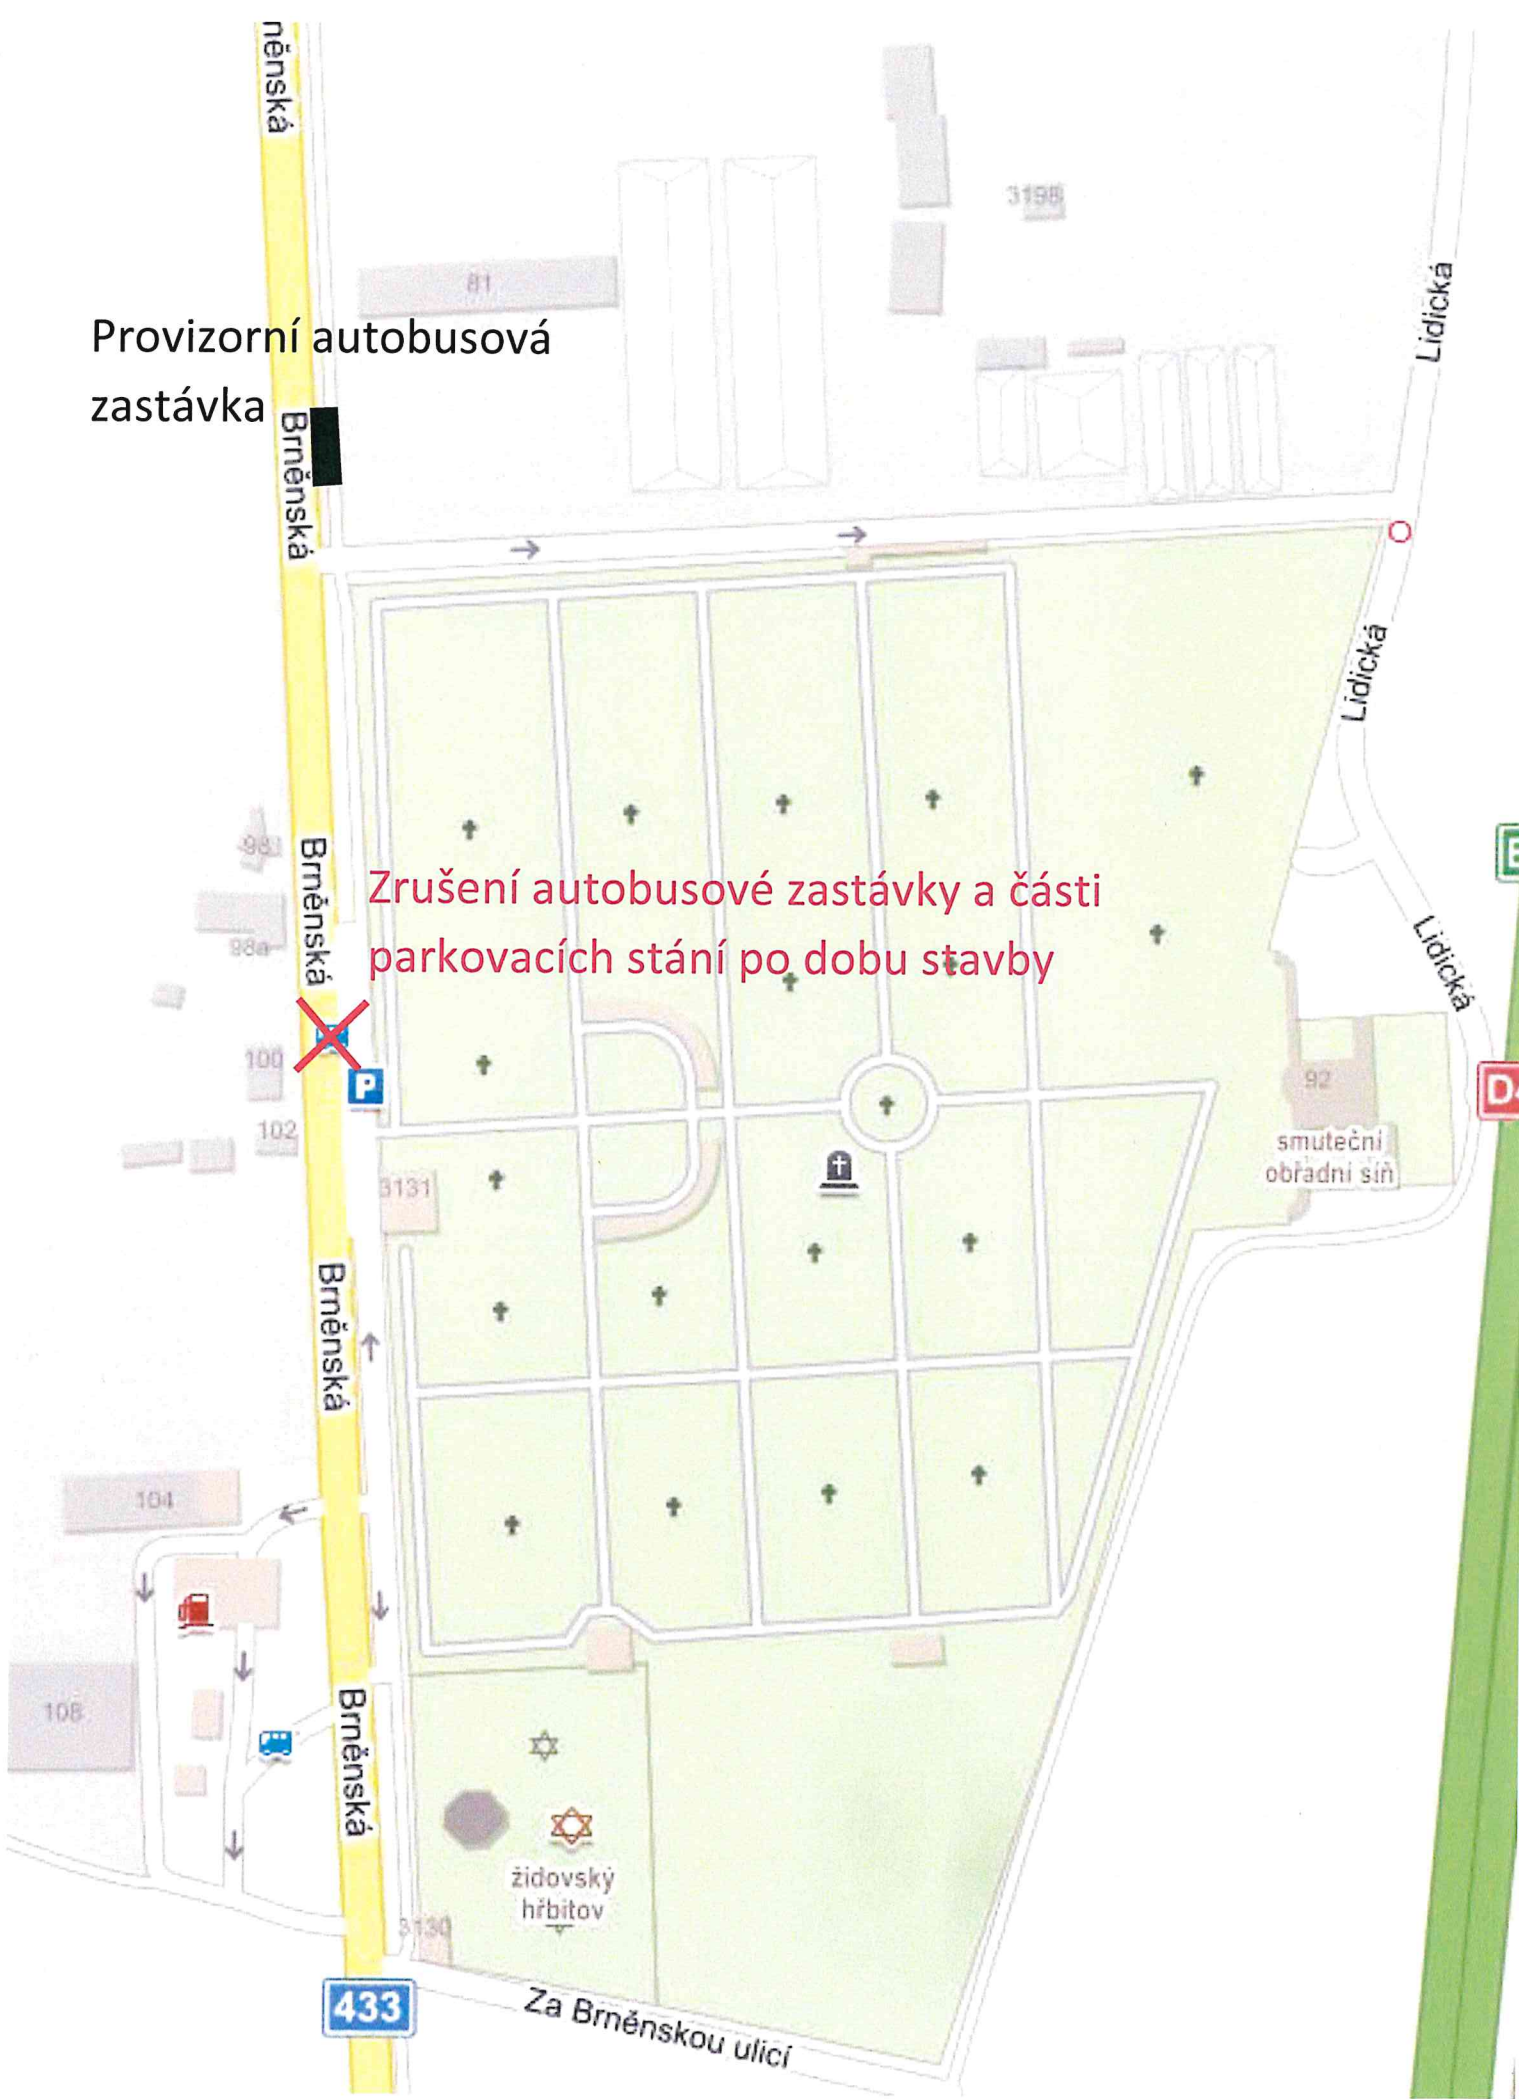 něnská
3198
81
Lidická
Provizorní autobusová
zastávka
Brněnská
Lidická
98
Brněnská
Zrušení autobusové zastávky a části
parkovacích stání po dobu stavby
98a
Lidická
100
P
92
102
smuteční
obřadní síň
3131
Brněnská
104
108
Brněnská
židovský
hřbitov
3130
433
Za Brněnskou ulicí